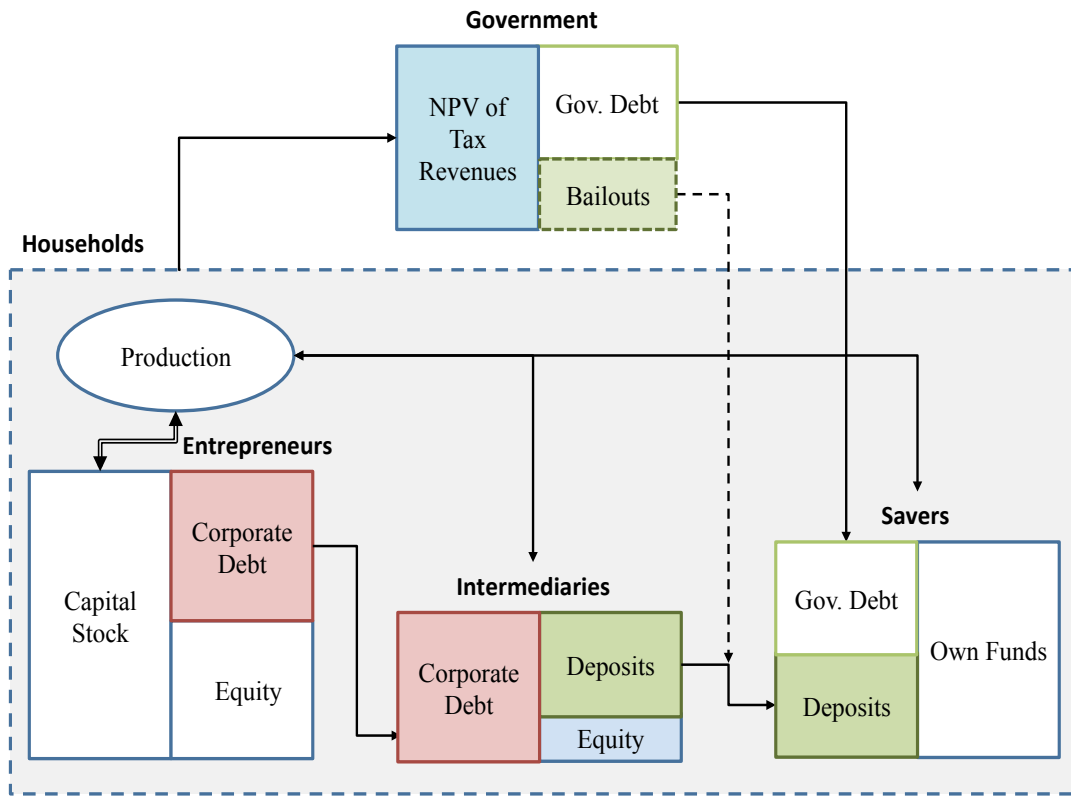 Government
NPV of
Tax
Revenues
Gov. Debt
Bailouts
Households
Production
Entrepreneurs
Capital
Stock
Corporate
Debt
Equity
Intermediaries
Corporate
Debt
Deposits
Equity
Savers
Gov. Debt
Deposits
Own Funds